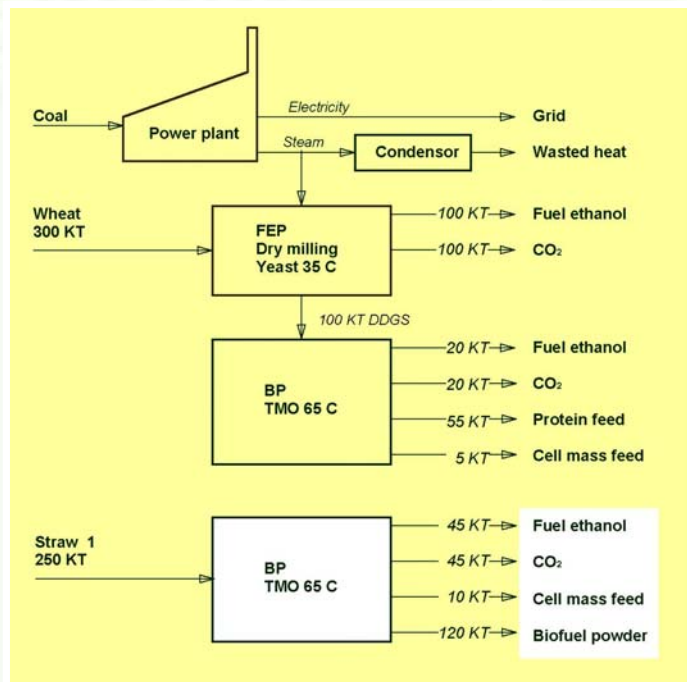 Electricity
Coal
Grid
Power plant
Steam
Condensor
Wasted heat
Wheat
300 KT
FEP
Dry milling
Yeast 35 C
100 KT
Fuel ethanol
100 KT
CO₂
100 KT DDGS
BP
TMO 65 C
20 KT
Fuel ethanol
20 KT
CO₂
55 KT
Protein feed
5 KT
Cell mass feed
Straw 1
250 KT
BP
TMO 65 C
45 KT
Fuel ethanol
45 KT
CO₂
10 KT
Cell mass feed
120 KT
Biofuel powder